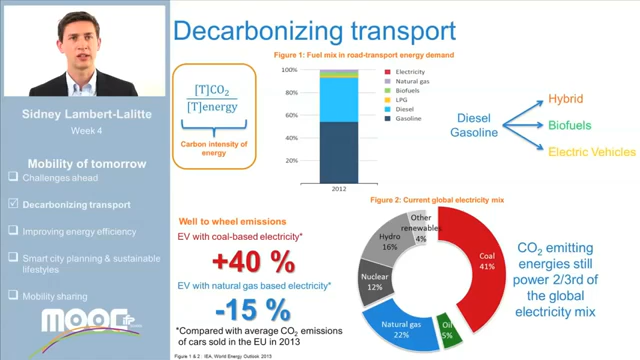 Decarbonizing transport
Sidney Lambert-Lalitte
Week 4
Mobility of tomorrow
Challenges ahead
Decarbonizing transport
Improving energy efficiency
Smart city planning & sustainable
lifestyles
Mobility sharing
MOOC
[T]CO2
[T]energy
Carbon intensity of
energy
Figure 1: Fuel mix in road-transport energy demand
100%
80%
60%
40%
20%
2012
Electricity
Natural gas
Biofuels
LPG
Diesel
Gasoline
Diesel
Gasoline
Hybrid
Biofuels
Electric Vehicles
Well to wheel emissions
EV with coal-based electricity*
+40 %
EV with natural gas based electricity*
-15 %
*Compared with average CO2 emissions
of cars sold in the EU in 2013
Figure 2: Current global electricity mix
Coal
41%
Oil
5%
Natural gas
22%
Nuclear
12%
Hydro
16%
Other
renewables
4%
CO2 emitting
energies still
power 2/3rd of
the global
electricity mix
Figure 1 & 2 . IEA, World Energy Outlook 2013